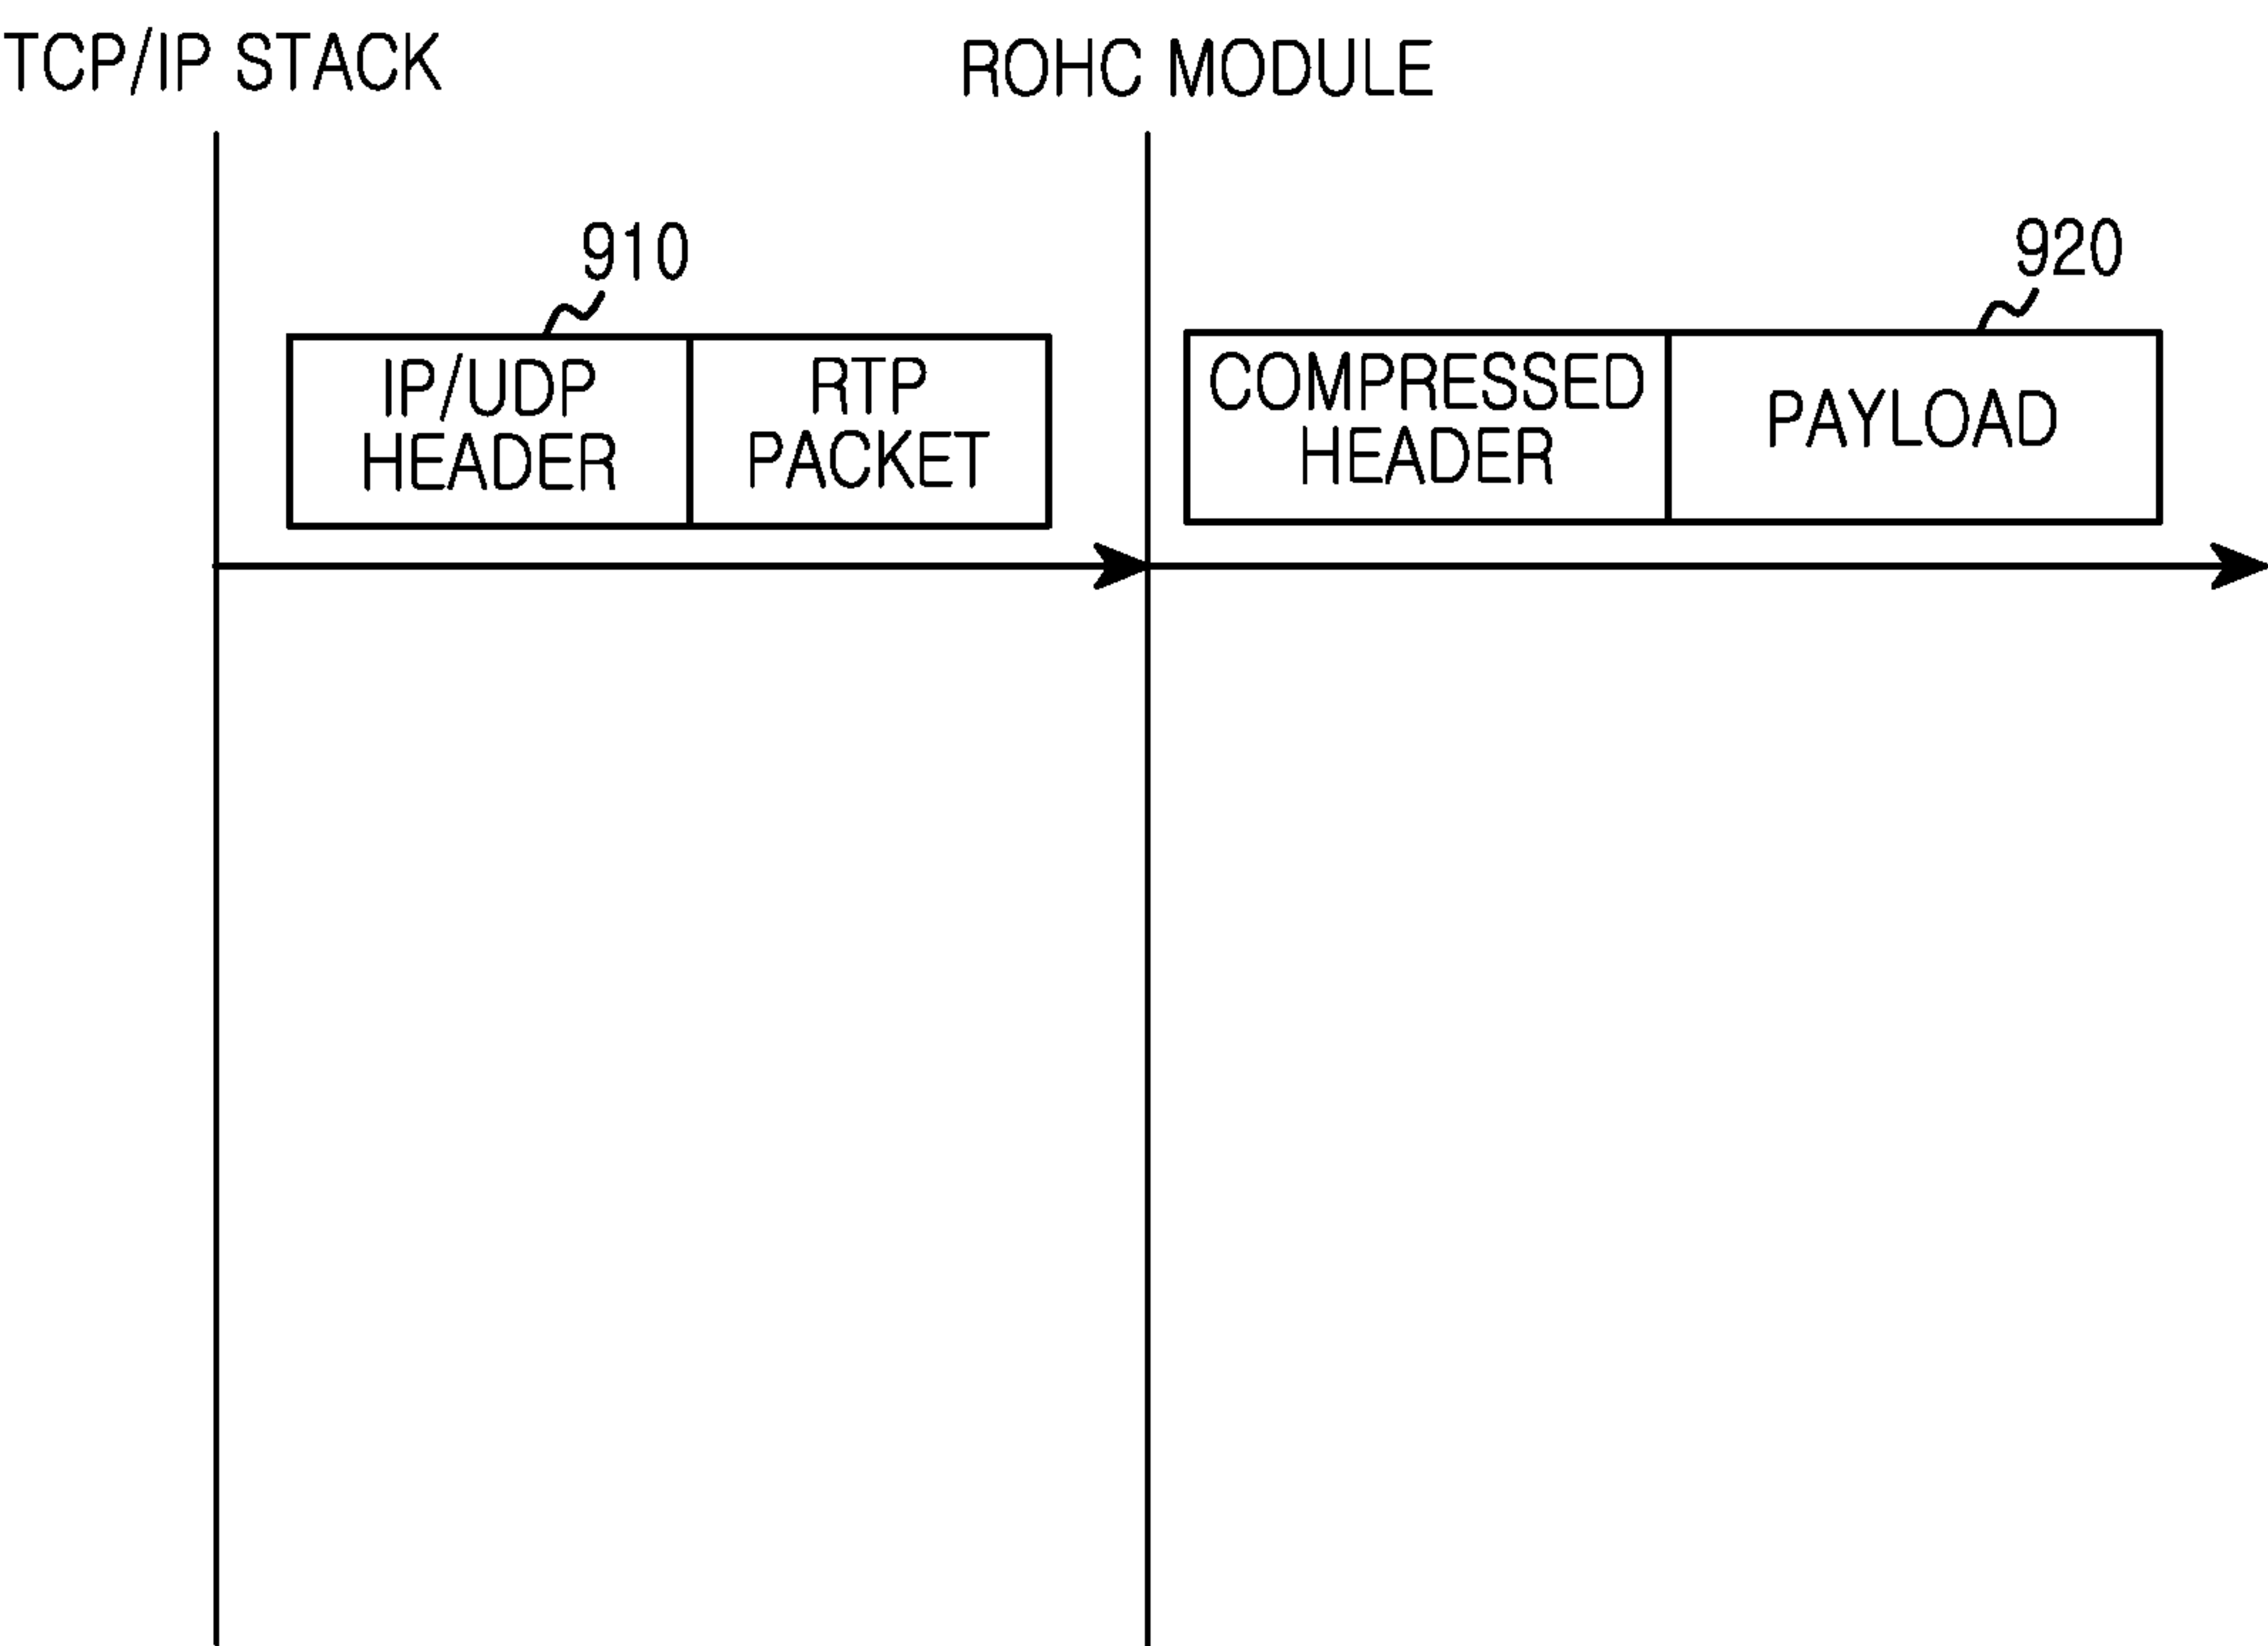 TCP/IP STACK
ROHC MODULE
910
920
IP/UDP
HEADER
RTP
PACKET
COMPRESSED
HEADER
PAYLOAD